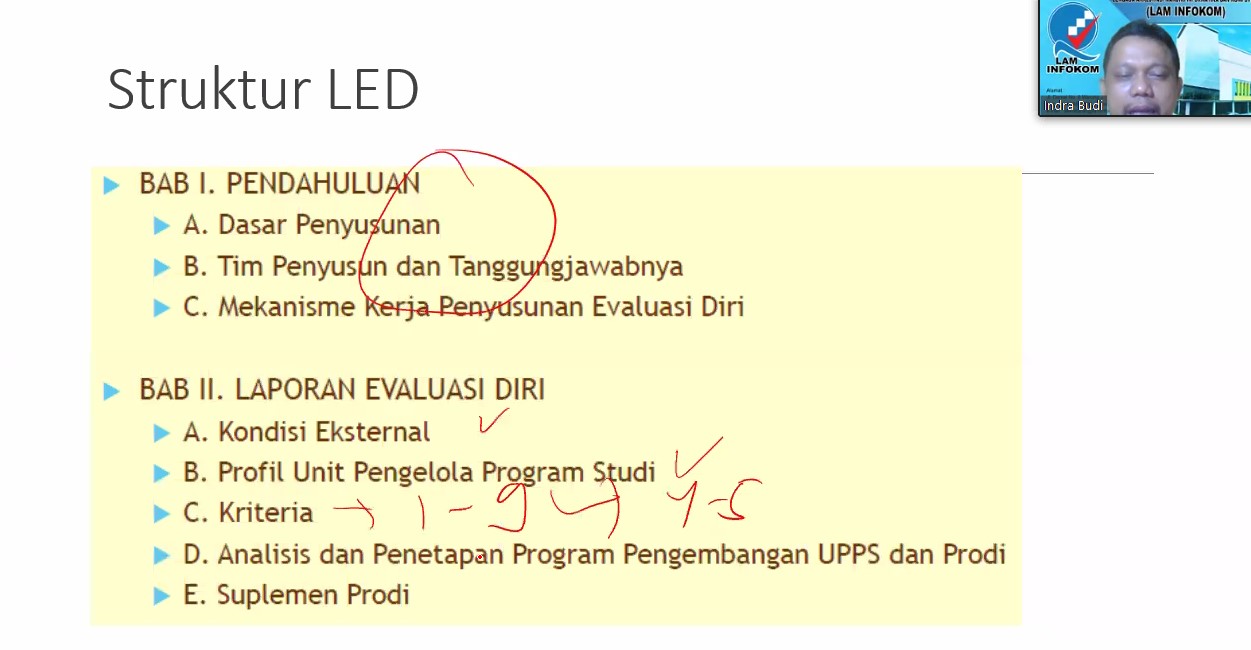 (LAM INFOKOM)
LAM
INFOKOM
Indra Budi
Struktur LED
BAB I. PENDAHULUAN
A. Dasar Penyusunan
B. Tim Penyusun dan Tanggungjawabnya
C. Mekanisme Kerja Penyusunan Evaluasi Diri
BAB II. LAPORAN EVALUASI DIRI
A. Kondisi Eksternal
B. Profil Unit Pengelola Program Studi
C. Kriteria → 1 - 9
D. Analisis dan Penetapan Program Pengembangan UPPS dan Prodi
E. Suplemen Prodi